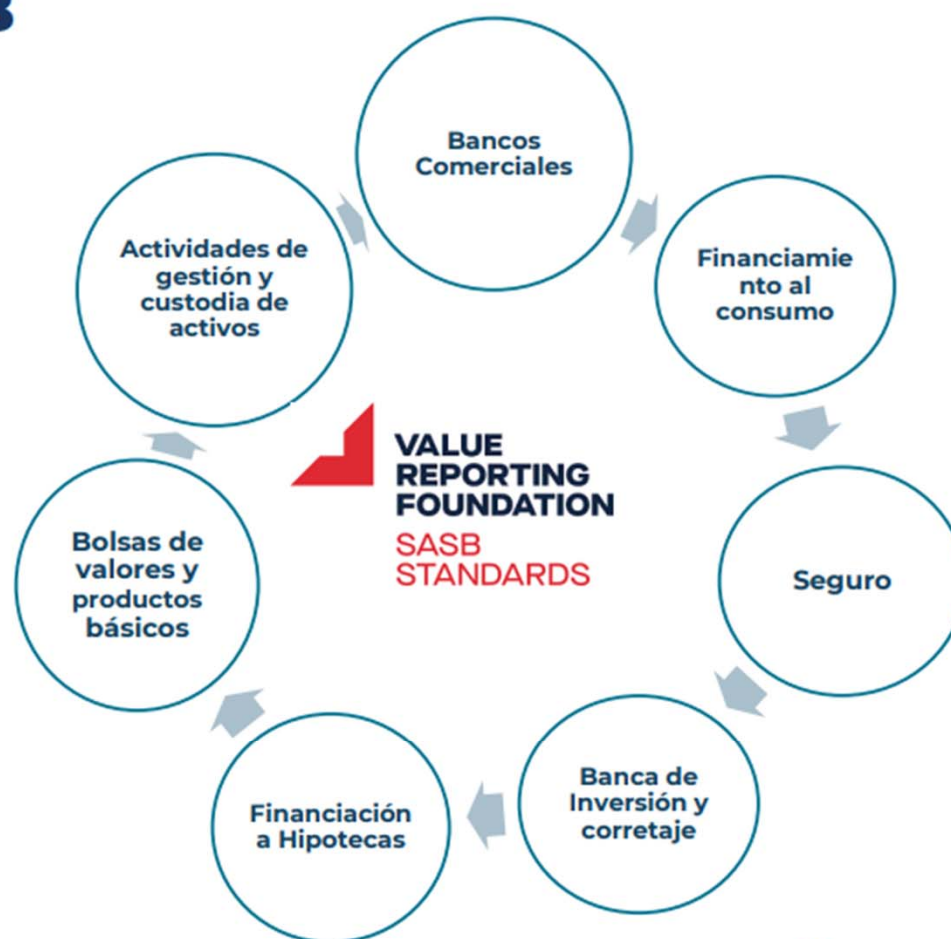 Bancos
Comerciales
Financiamie
nto al
consumo
Seguro
Banca de
Inversión y
corretaje
Financiación
a Hipotecas
Bolsas de
valores y
productos
básicos
Actividades de
gestión y
custodia de
activos
VALUE
REPORTING
FOUNDATION
SASB
STANDARDS